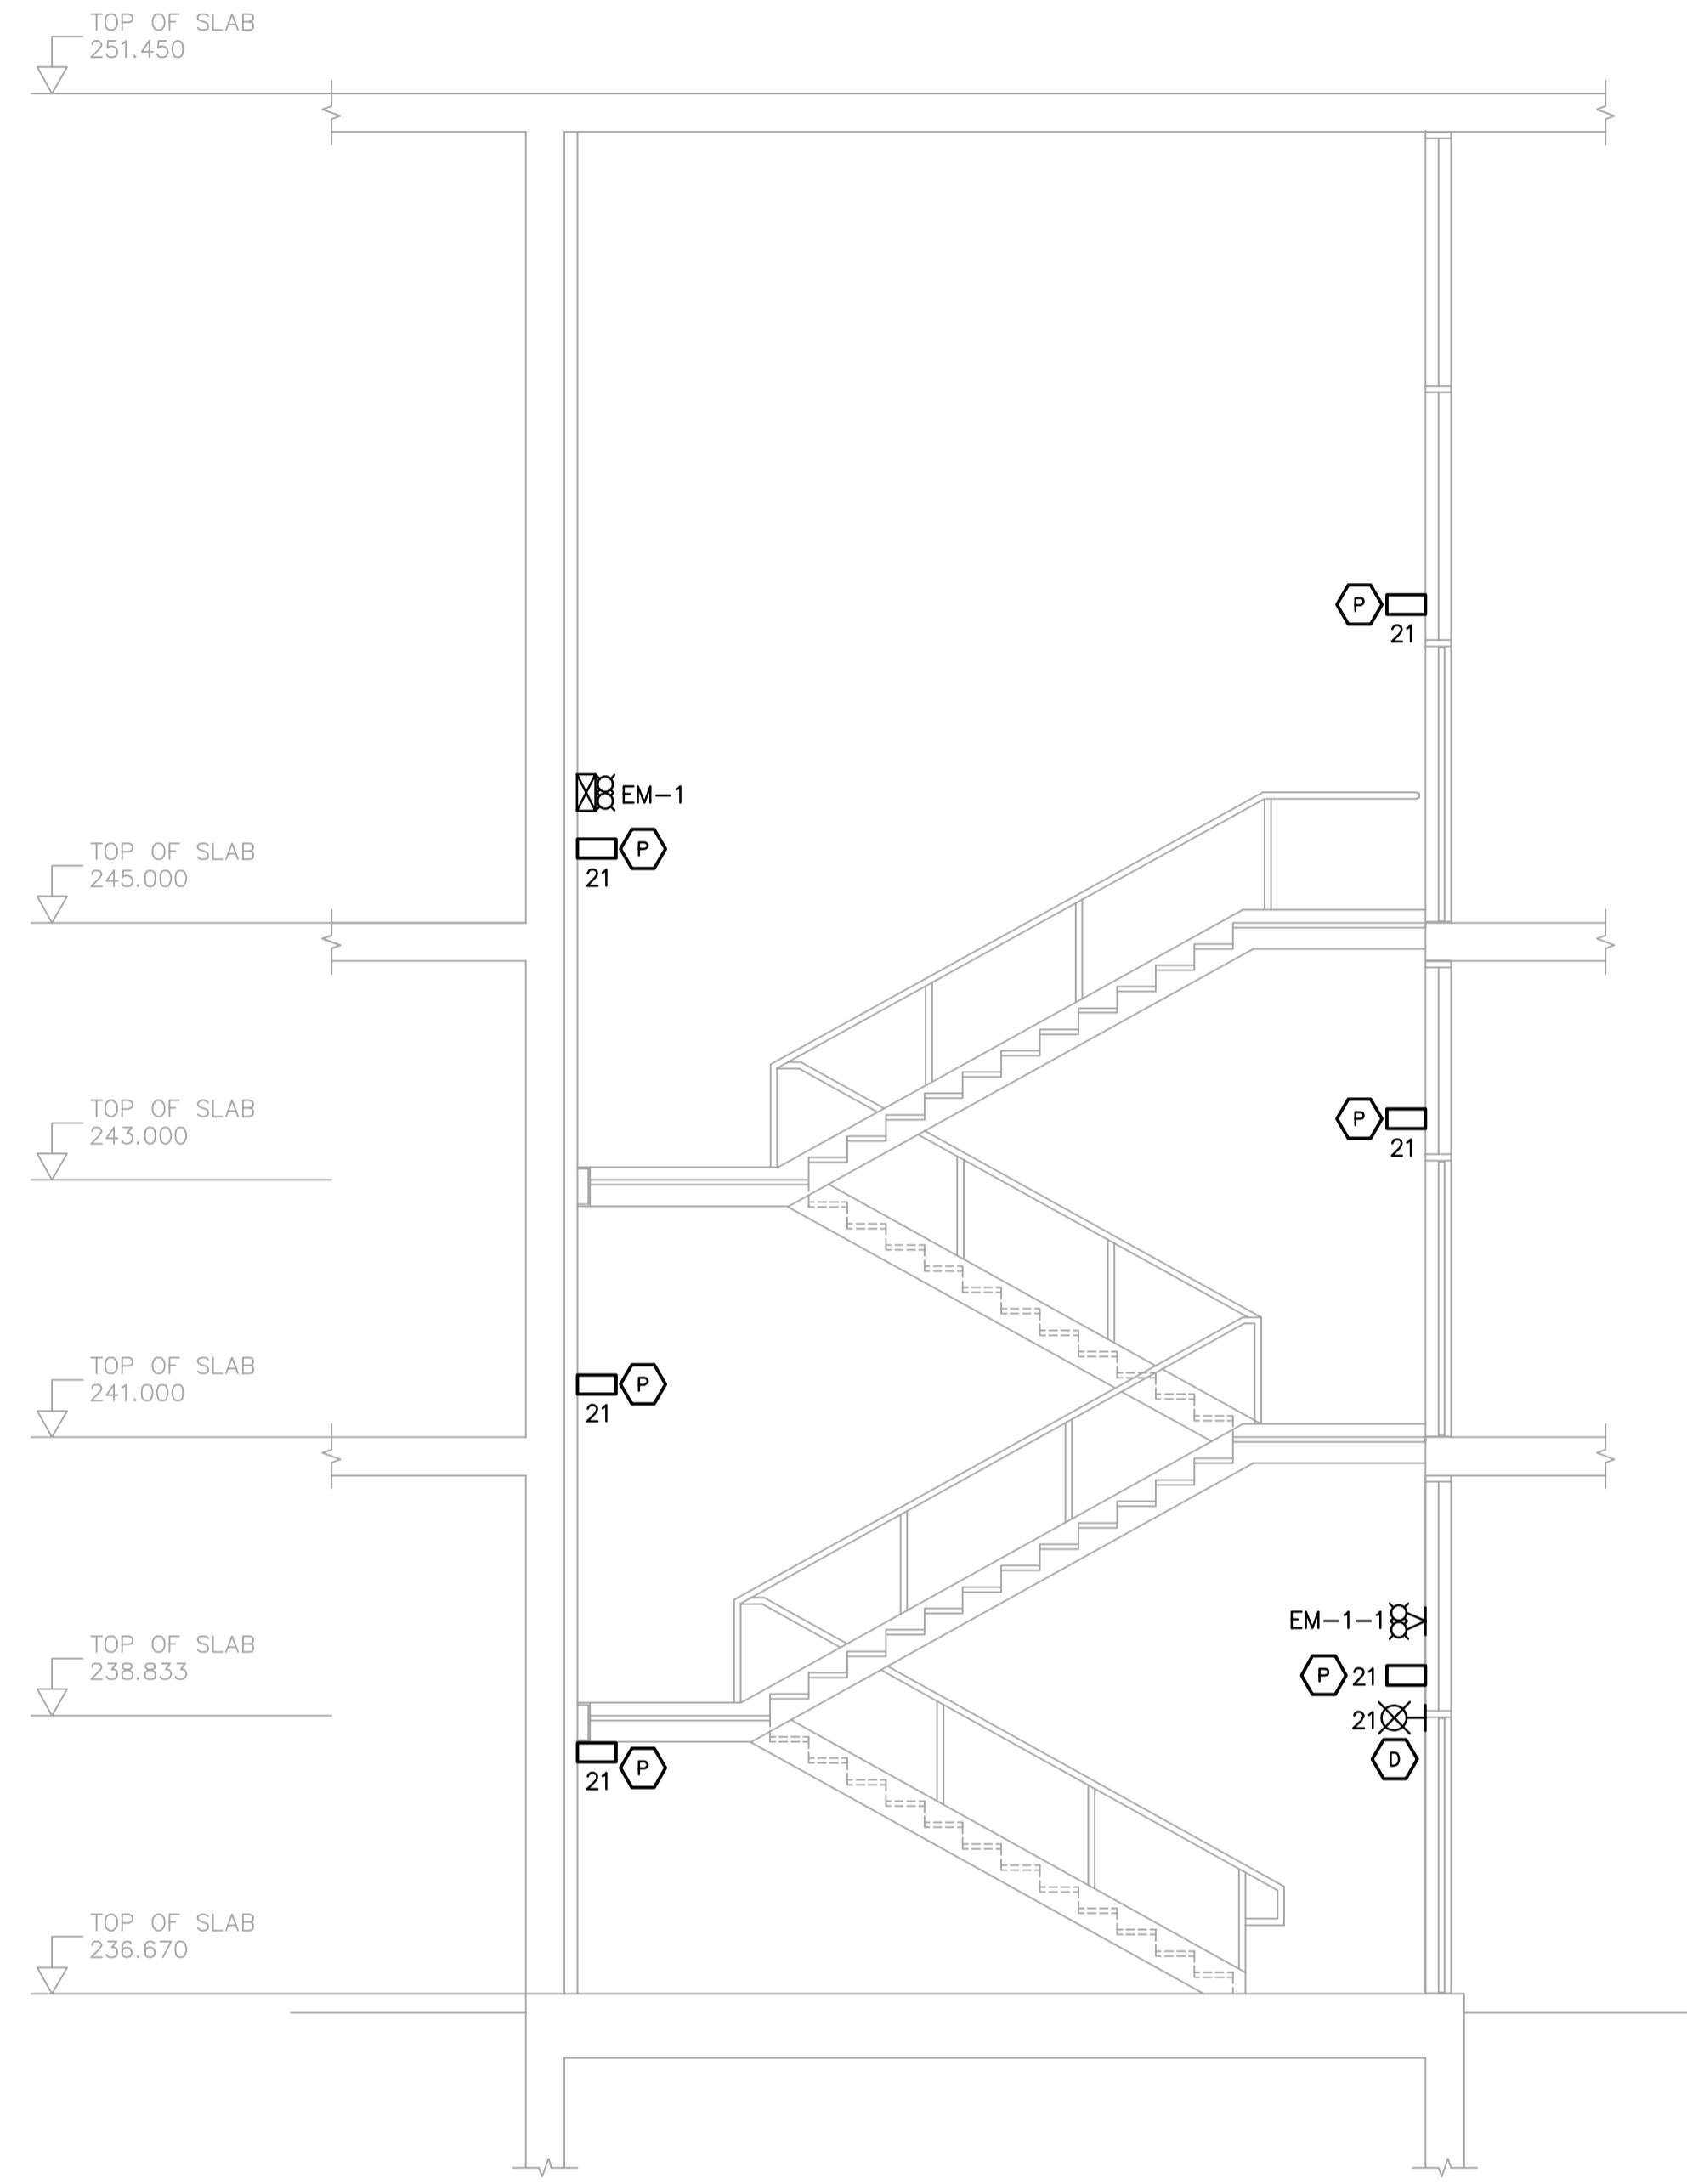 TOP OF SLAB
251.450
P
21
EM-1
P
21
TOP OF SLAB
245.000
TOP OF SLAB
243.000
P
21
TOP OF SLAB
241.000
P
21
EM-1-1
TOP OF SLAB
238.833
P 21
21
D
P
21
TOP OF SLAB
236.670